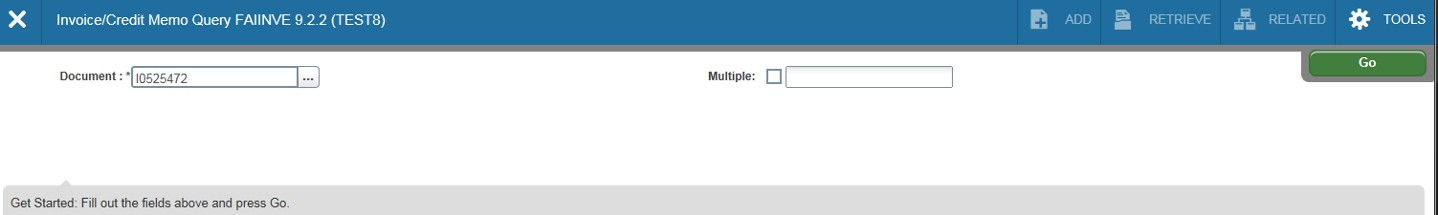 Invoice/Credit Memo Query FAIINVE 9.2.2 (TEST8) ADD RETRIEVE RELATED TOOLS
Document : * I0525472 ... Multiple: Go
Get Started: Fill out the fields above and press Go.